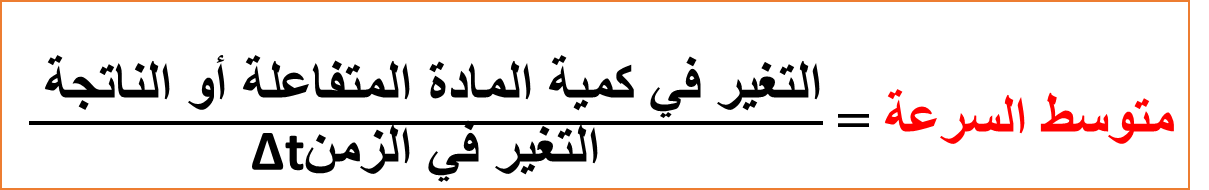 متوسط السرعة =
التغير في كمية المادة المتفاعلة أو الناتجة
التغير في الزمنΔt